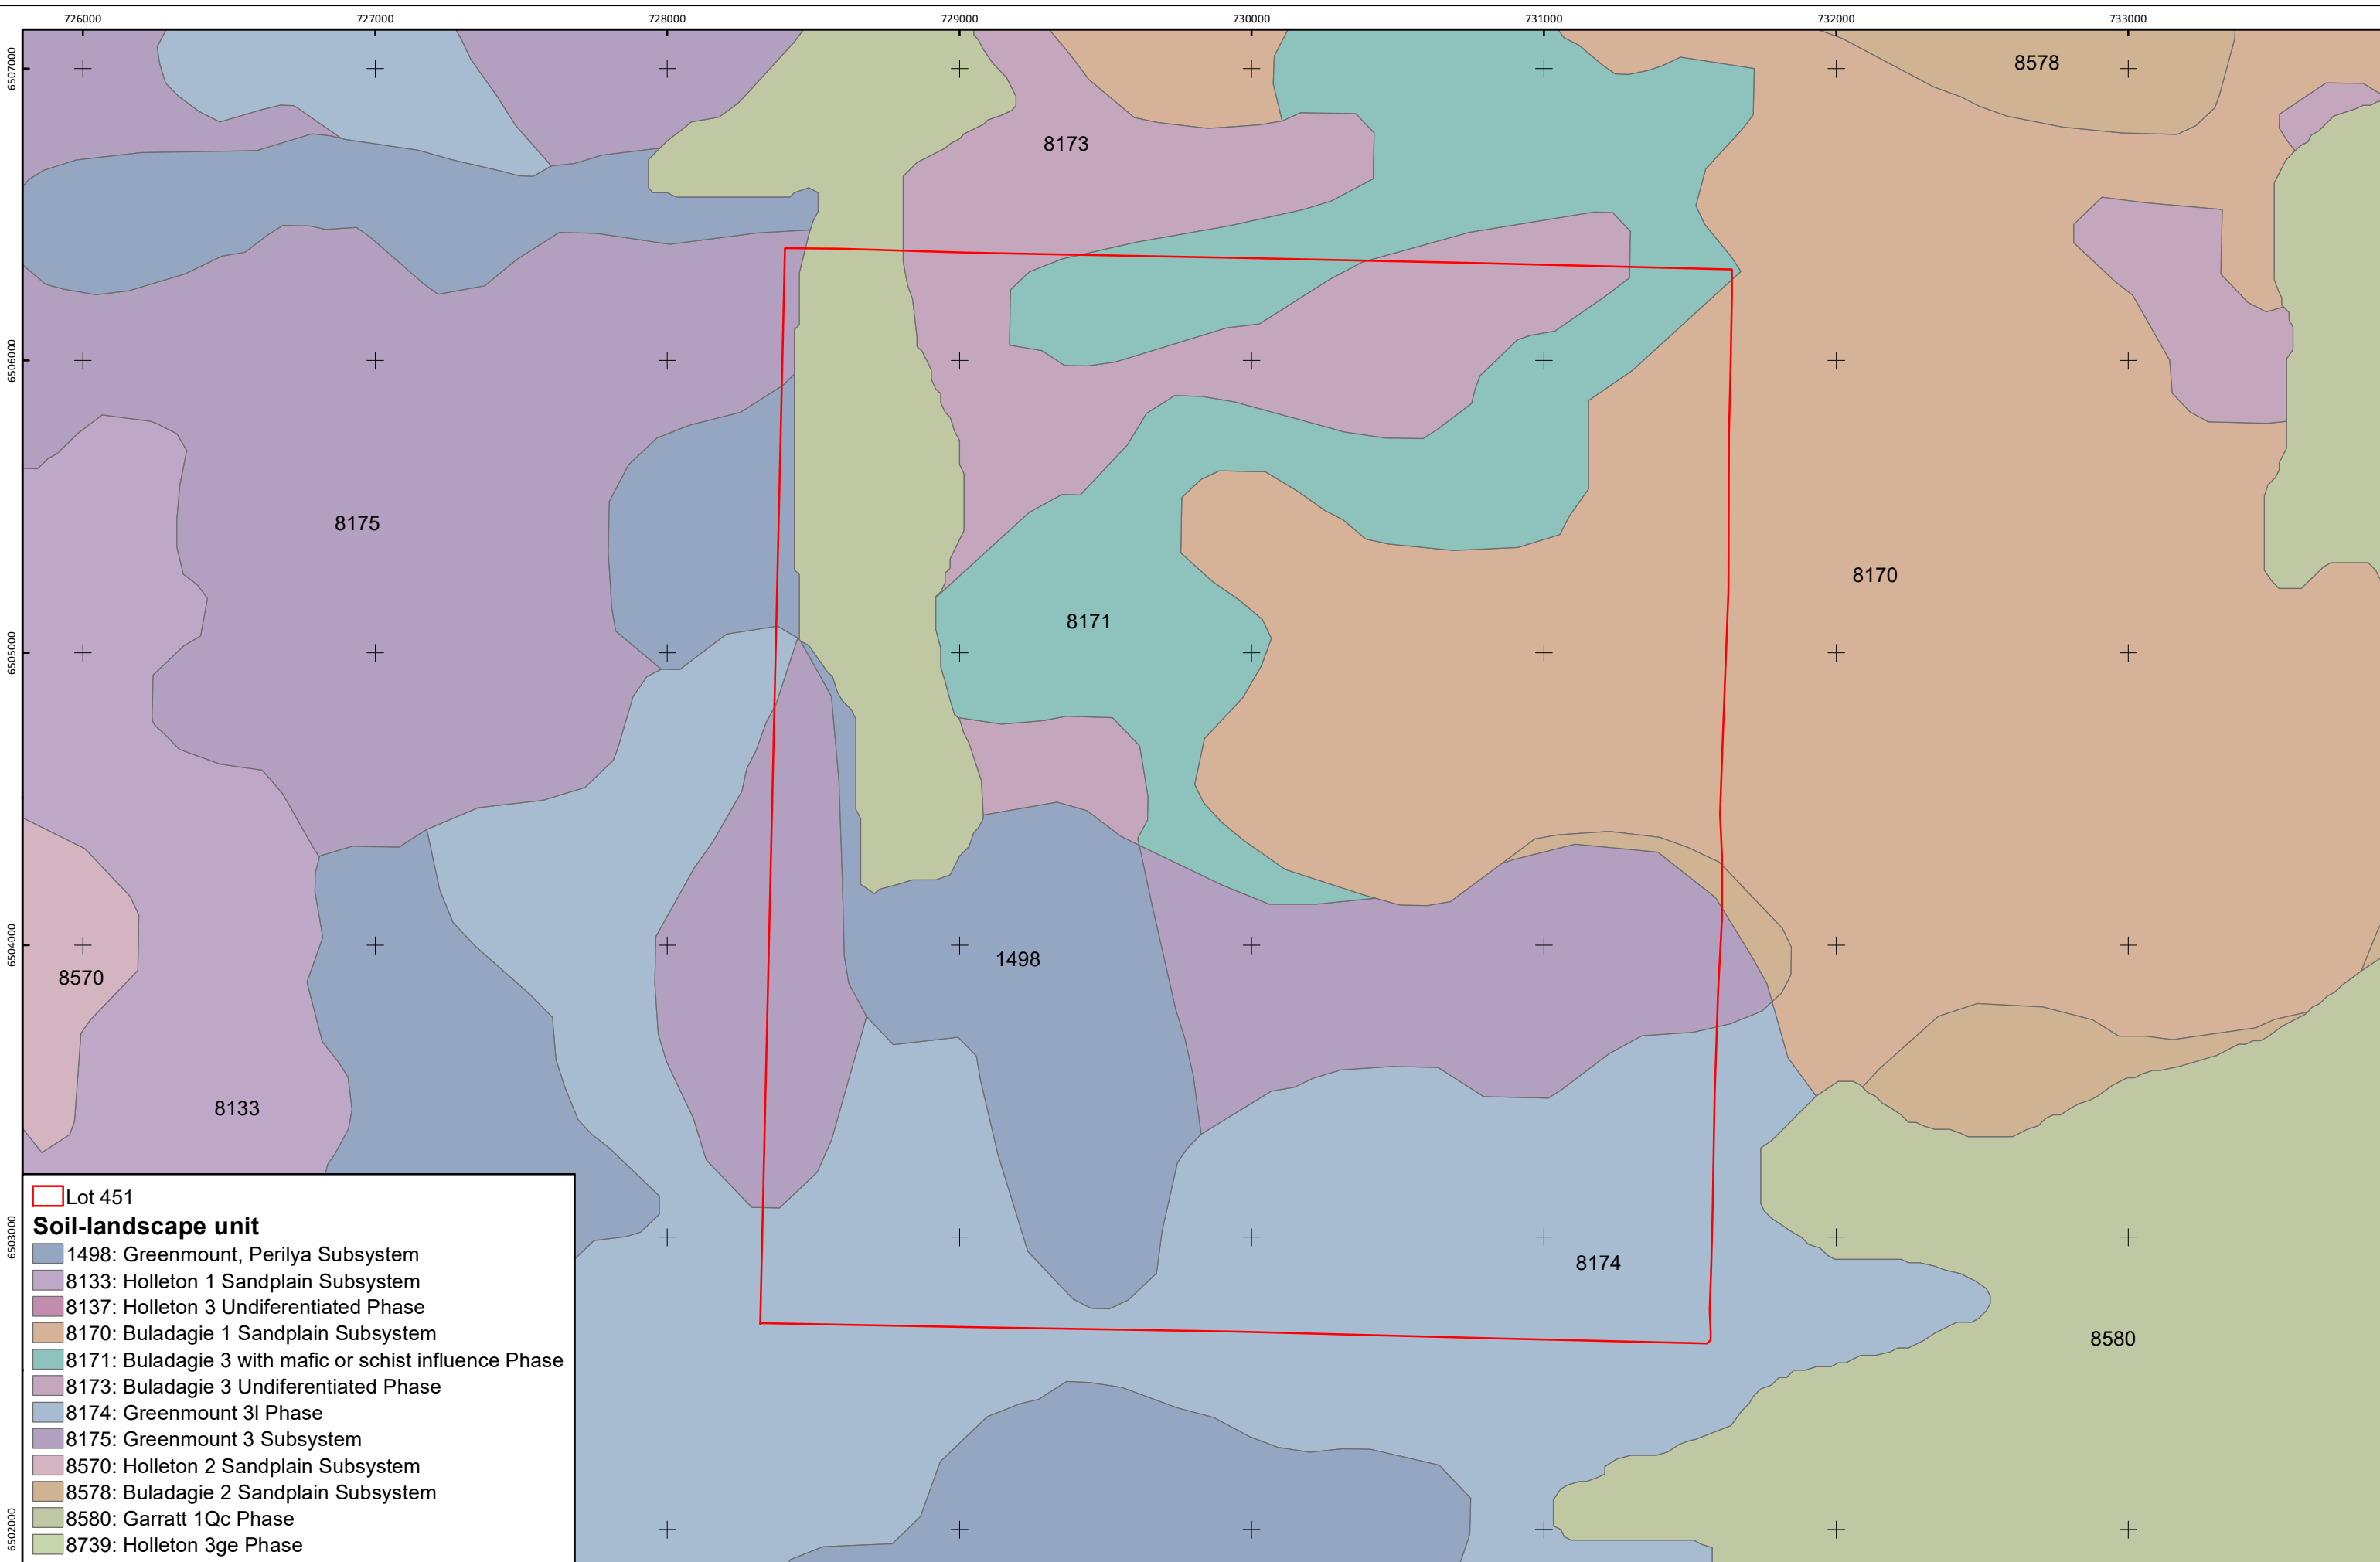 726000 727000 728000 729000 730000 731000 732000 733000
6507000
8578
8173
6506000
8175
8170
8171
6505000
6504000
8570
1498
8133
6503000
8174
8580
6502000
Lot 451
Soil-landscape unit
1498: Greenmount, Perilya Subsystem
8133: Holleton 1 Sandplain Subsystem
8137: Holleton 3 Undiferentiated Phase
8170: Buladagie 1 Sandplain Subsystem
8171: Buladagie 3 with mafic or schist influence Phase
8173: Buladagie 3 Undiferentiated Phase
8174: Greenmount 3l Phase
8175: Greenmount 3 Subsystem
8570: Holleton 2 Sandplain Subsystem
8578: Buladagie 2 Sandplain Subsystem
8580: Garratt 1Qc Phase
8739: Holleton 3ge Phase